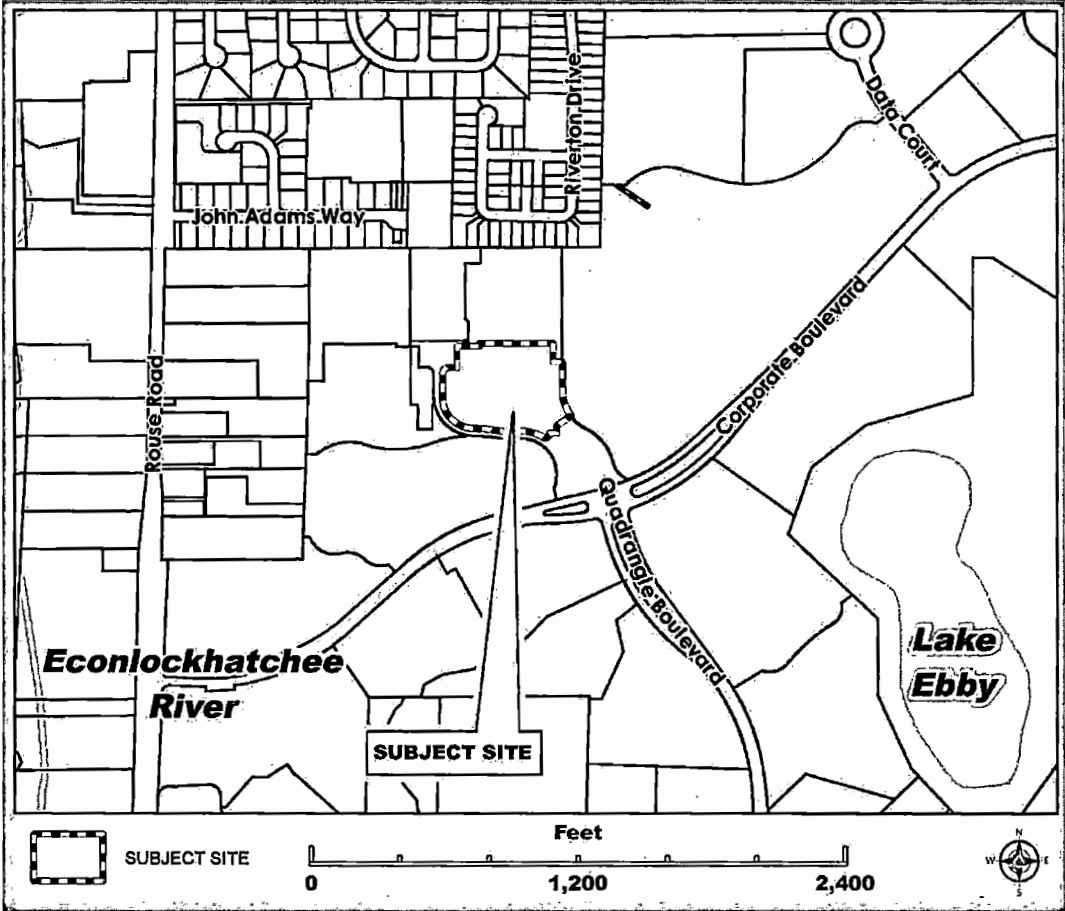 Data Court
Riverton Drive
John Adams Way
Corporate Boulevard
Rouse Road
Quadrangle Boulevard
Econlockhatchee
River
Lake
Ebby
SUBJECT SITE
SUBJECT SITE
Feet
0 1,200 2,400
N
W E
S